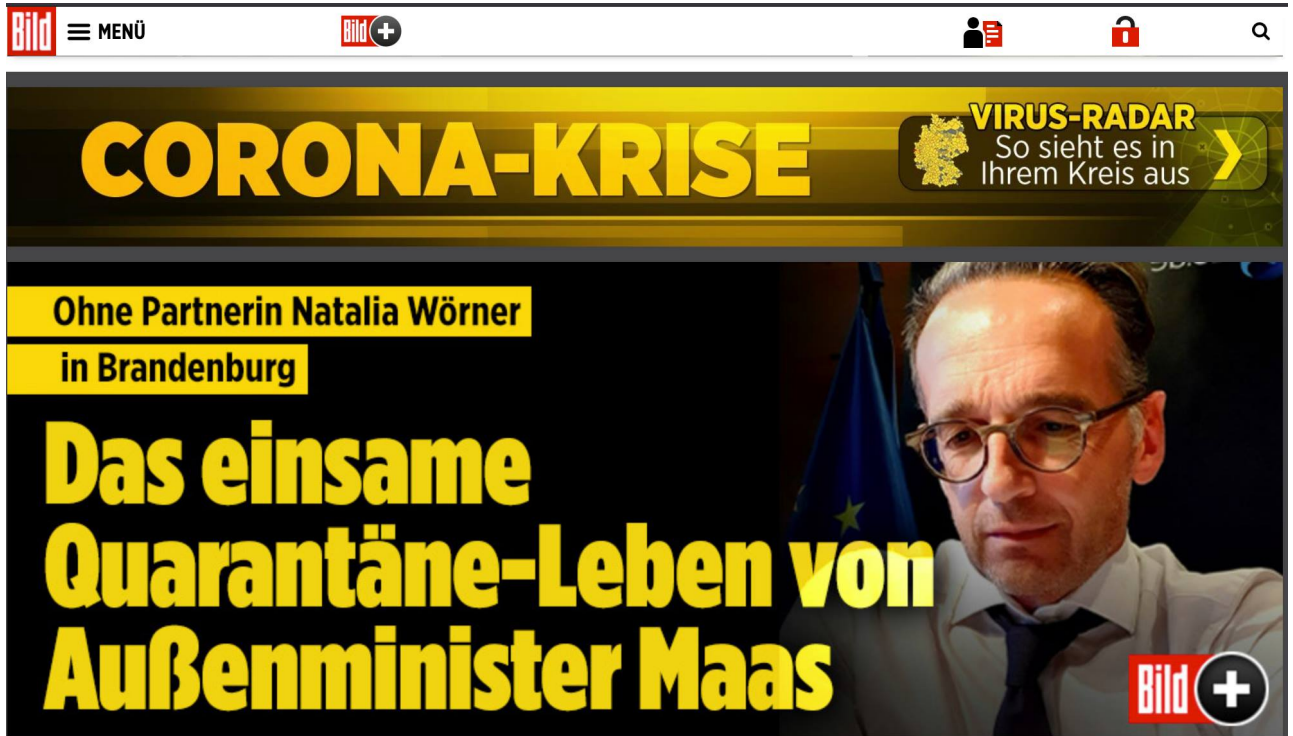 Bild
MENÜ
Bild
CORONA-KRISE
VIRUS-RADAR
So sieht es in
Ihrem Kreis aus
Ohne Partnerin Natalia Wörner
in Brandenburg
Das einsame
Quarantäne-Leben von
Außenminister Maas
Bild